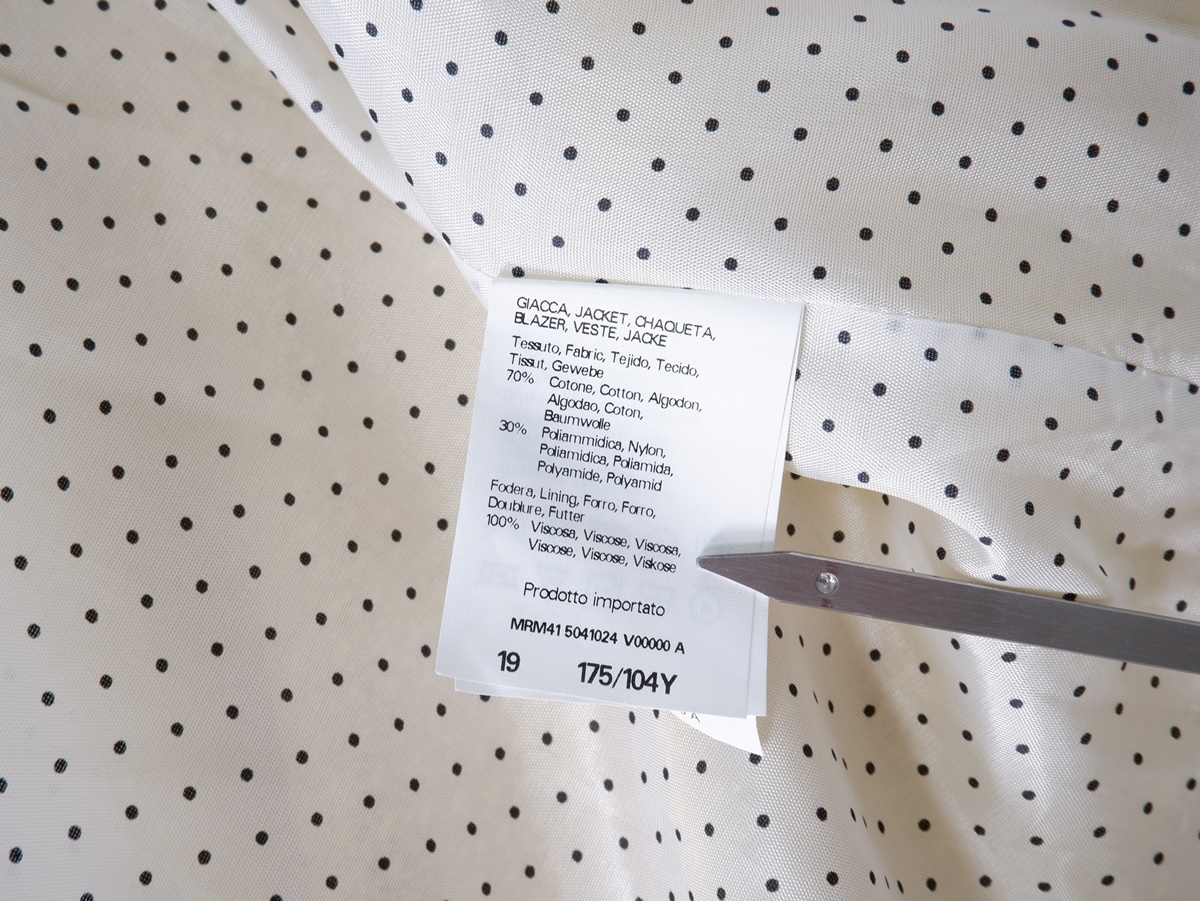 GIACCA, JACKET, CHAQUETA,
BLAZER, VESTE, JACKE
Tessuto, Fabric, Tejido, Tecido,
Tissut, Gewebe
70% Cotone, Cotton, Algodon,
Algodao, Coton,
Baumwolle
30% Poliammidica, Nylon,
Poliamidica, Poliamida,
Polyamide, Polyamid
Fodera, Lining, Forro, Forro,
Doublure, Futter
100% Viscosa, Viscose, Viscosa,
Viscose, Viscose, Viskose
Prodotto importato
MRM41 5041024 V00000 A
19 175/104Y